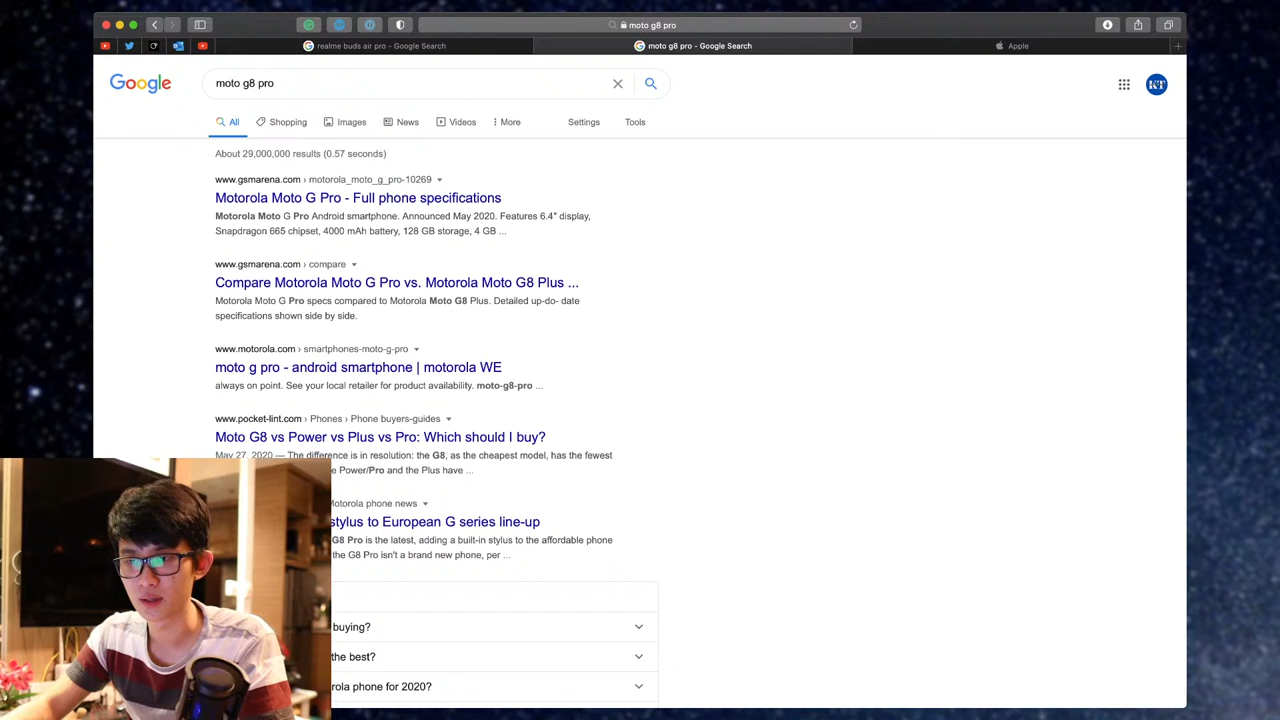 moto g8 pro
realme buds air pro - Google Search
moto g8 pro - Google Search
Apple
Google
moto g8 pro
KT
All
Shopping
Images
News
Videos
More
Settings
Tools
About 29,000,000 results (0.57 seconds)
www.gsmarena.com › motorola_moto_g_pro-10269
Motorola Moto G Pro - Full phone specifications
Motorola Moto G Pro Android smartphone. Announced May 2020. Features 6.4″ display,
Snapdragon 665 chipset, 4000 mAh battery, 128 GB storage, 4 GB ...
www.gsmarena.com › compare
Compare Motorola Moto G Pro vs. Motorola Moto G8 Plus ...
Motorola Moto G Pro specs compared to Motorola Moto G8 Plus. Detailed up-do- date
specifications shown side by side.
www.motorola.com › smartphones-moto-g-pro
moto g pro - android smartphone | motorola WE
always on point. See your local retailer for product availability. moto-g8-pro ...
www.pocket-lint.com › Phones › Phone buyers-guides
Moto G8 vs Power vs Plus vs Pro: Which should I buy?
May 27, 2020 — The difference is in resolution: the G8, as the cheapest model, has the fewest
e Power/Pro and the Plus have ...
Motorola phone news
stylus to European G series line-up
G8 Pro is the latest, adding a built-in stylus to the affordable phone
the G8 Pro isn't a brand new phone, per ...
buying?
the best?
rola phone for 2020?